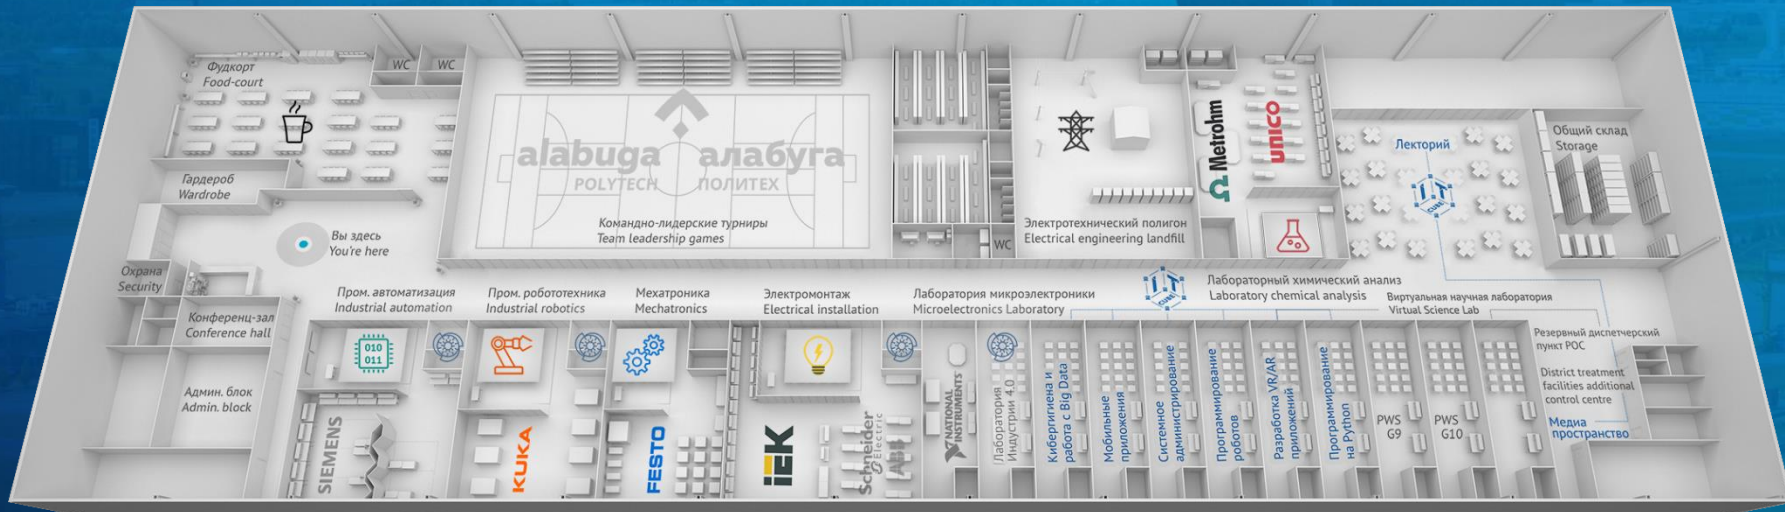 Фудкорт
Food-court
WC
WC
Гардероб
Wardrobe
Вы здесь
You're here
Охрана
Security
Конференц-зал
Conference hall
Админ. блок
Admin. block
alabuga
POLYTECH
алабуга
ПОЛИТЕХ
Командно-лидерские турниры
Team leadership games
WC
Электротехнический полигон
Electrical engineering landfill
Metrohm
UNICO
Лекторий
IT
CUBE
Общий склад
Storage
Пром. автоматизация
Industrial automation
Пром. робототехника
Industrial robotics
Мехатроника
Mechatronics
Электромонтаж
Electrical installation
Лаборатория микроэлектроники
Microelectronics Laboratory
IT
CUBE
Лабораторный химический анализ
Laboratory chemical analysis
Виртуальная научная лаборатория
Virtual Science Lab
Резервный диспетчерский
пункт РОС
District treatment
facilities additional
control centre
Медиа
пространство
010
011
SIEMENS
KUKA
FESTO
IEK
Schneider
Electric
ABB
NATIONAL
INSTRUMENTS
Лаборатория
Индустрии 4.0
Кибергигиена и
работа с Big Data
Мобильные
приложения
Системное
администрирование
Программирование
роботов
Разработка VR/AR
приложений
Программирование
на Python
PWS
G9
PWS
G10